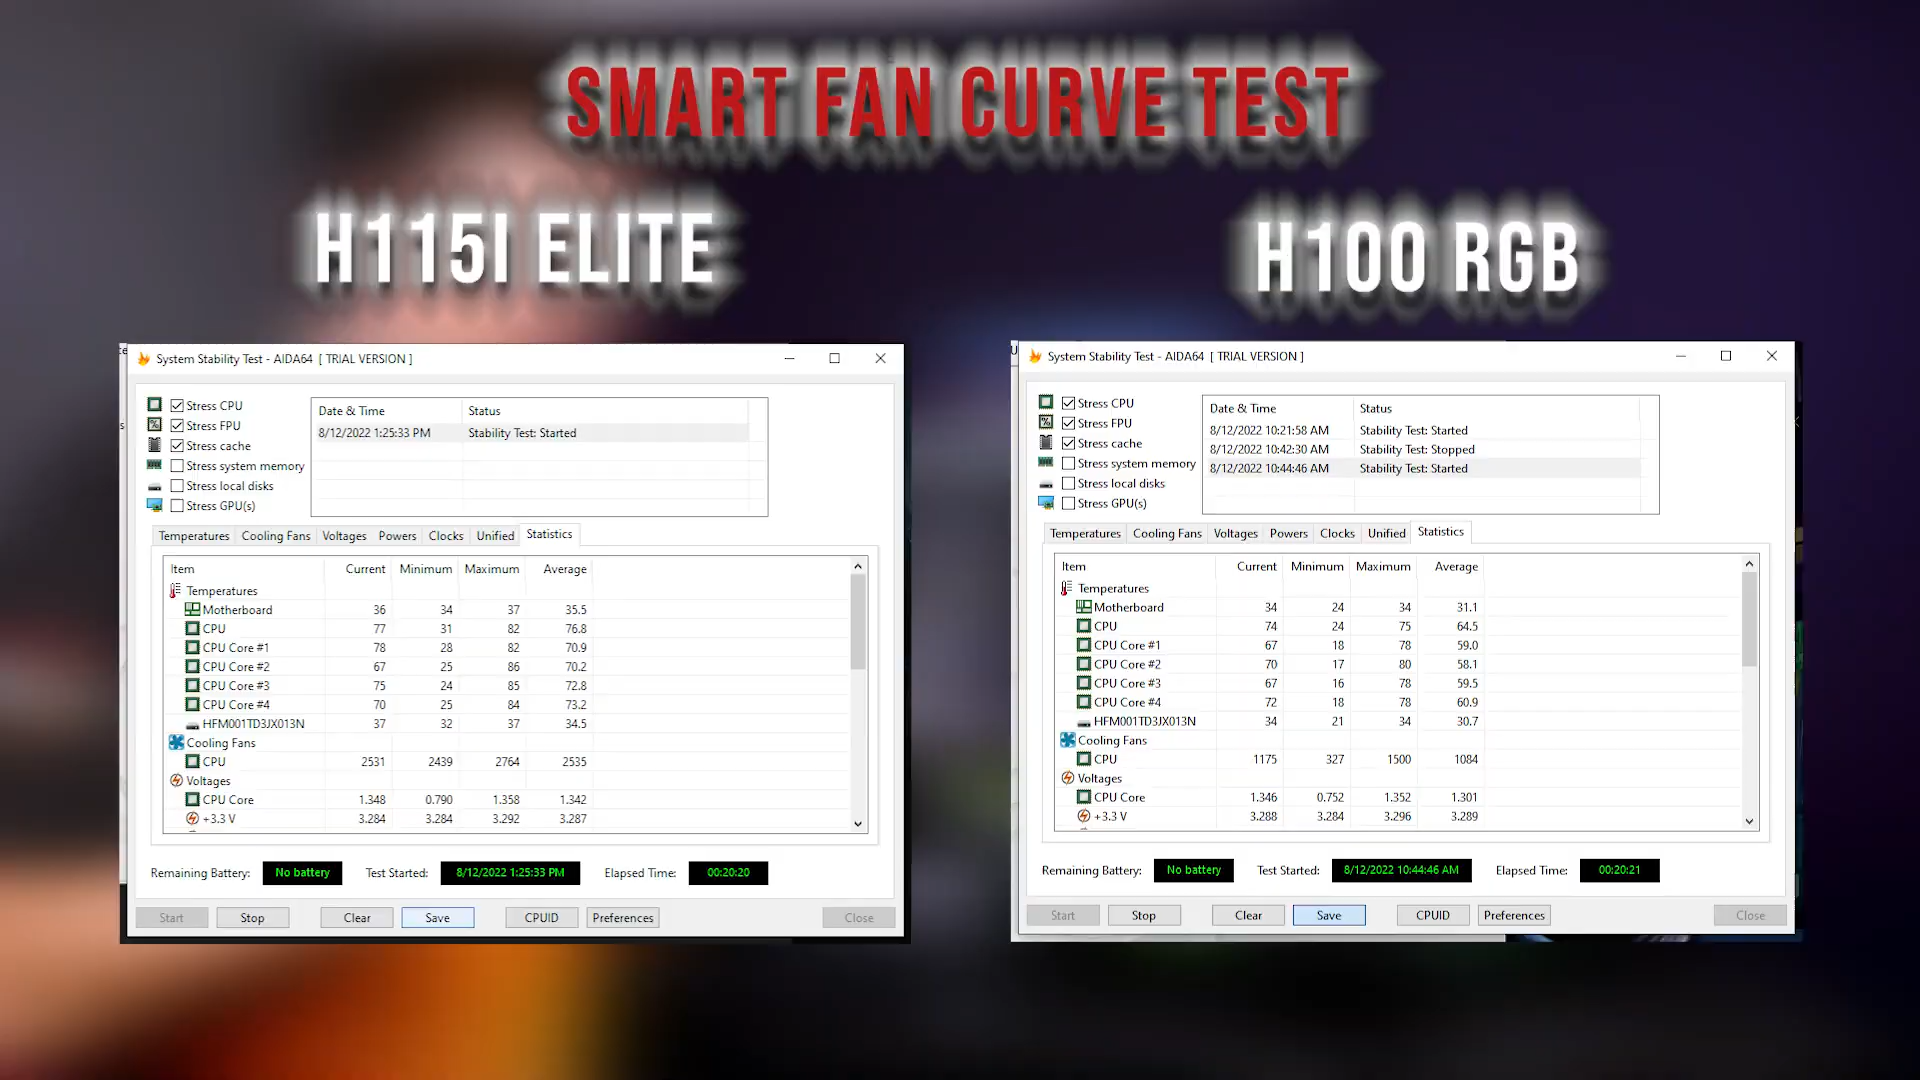 SMART FAN CURVE TEST
H115I ELITE
H100 RGB
System Stability Test - AIDA64 [ TRIAL VERSION ]
Stress CPU
Stress FPU
Stress cache
Stress system memory
Stress local disks
Stress GPU(s)
Date & Time Status
8/12/2022 1:25:33 PM Stability Test: Started
Temperatures Cooling Fans Voltages Powers Clocks Unified Statistics
Item Current Minimum Maximum Average
Temperatures
Motherboard 36 34 37 35.5
CPU 77 31 82 76.8
CPU Core #1 78 28 82 70.9
CPU Core #2 67 25 86 70.2
CPU Core #3 75 24 85 72.8
CPU Core #4 70 25 84 73.2
HFM001TD3JX013N 37 32 37 34.5
Cooling Fans
CPU 2531 2439 2764 2535
Voltages
CPU Core 1.348 0.790 1.358 1.342
+3.3 V 3.284 3.284 3.292 3.287
Remaining Battery: No battery Test Started: 8/12/2022 1:25:33 PM Elapsed Time: 00:20:20
Start Stop Clear Save CPUID Preferences Close
System Stability Test - AIDA64 [ TRIAL VERSION ]
Stress CPU
Stress FPU
Stress cache
Stress system memory
Stress local disks
Stress GPU(s)
Date & Time Status
8/12/2022 10:21:58 AM Stability Test: Started
8/12/2022 10:42:30 AM Stability Test: Stopped
8/12/2022 10:44:46 AM Stability Test: Started
Temperatures Cooling Fans Voltages Powers Clocks Unified Statistics
Item Current Minimum Maximum Average
Temperatures
Motherboard 34 24 34 31.1
CPU 74 24 75 64.5
CPU Core #1 67 18 78 59.0
CPU Core #2 70 17 80 58.1
CPU Core #3 67 16 78 59.5
CPU Core #4 72 18 78 60.9
HFM001TD3JX013N 34 21 34 30.7
Cooling Fans
CPU 1175 327 1500 1084
Voltages
CPU Core 1.346 0.752 1.352 1.301
+3.3 V 3.288 3.284 3.296 3.289
Remaining Battery: No battery Test Started: 8/12/2022 10:44:46 AM Elapsed Time: 00:20:21
Start Stop Clear Save CPUID Preferences Close